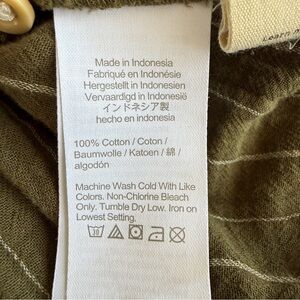 Learn m
Made in Indonesia
Fabriqué en Indonésie
Hergestellt in Indonesien
Vervaardigd in Indonesië
インドネシア製
hecho en indonesia
100% Cotton / Coton /
Baumwolle / Katoen / 綿 /
algodón
Machine Wash Cold With Like
Colors. Non-Chlorine Bleach
Only. Tumble Dry Low. Iron on
Lowest Setting.